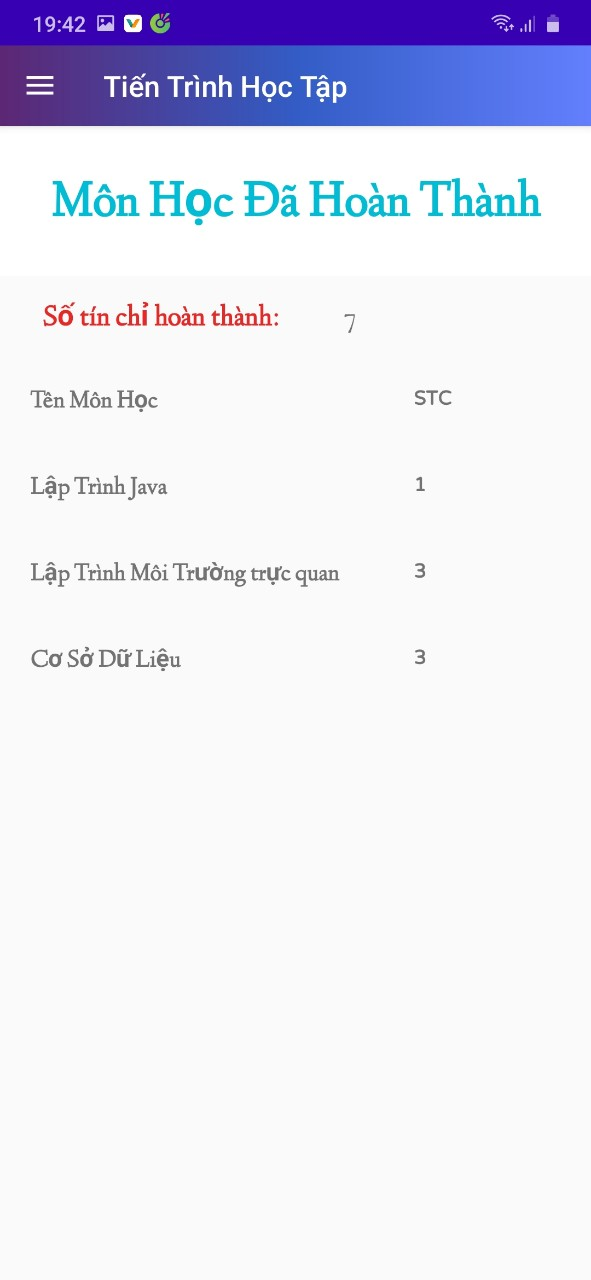 19:42
Tiến Trình Học Tập
Môn Học Đã Hoàn Thành
Số tín chỉ hoàn thành: 7
Tên Môn Học STC
Lập Trình Java 1
Lập Trình Môi Trường trực quan 3
Cơ Sở Dữ Liệu 3